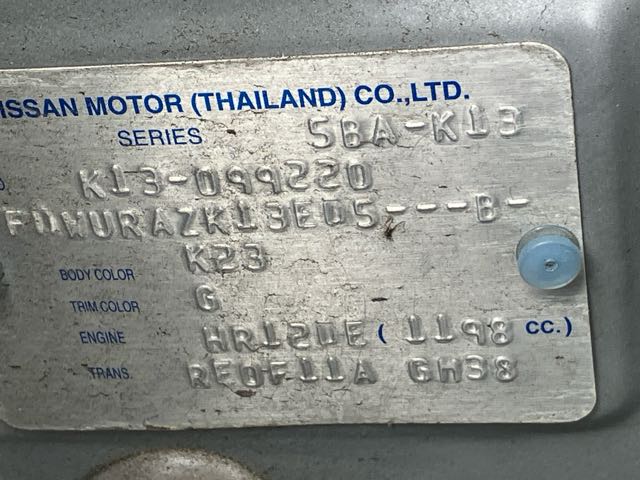 ISSAN MOTOR (THAILAND) CO.,LTD.
SERIES 5BA-K13
K13-099220
FDWURAZK13EDS---B-
BODY COLOR K23
TRIM COLOR G
ENGINE HR12DE ( 1198 CC.)
TRANS. RE0F11A GH38